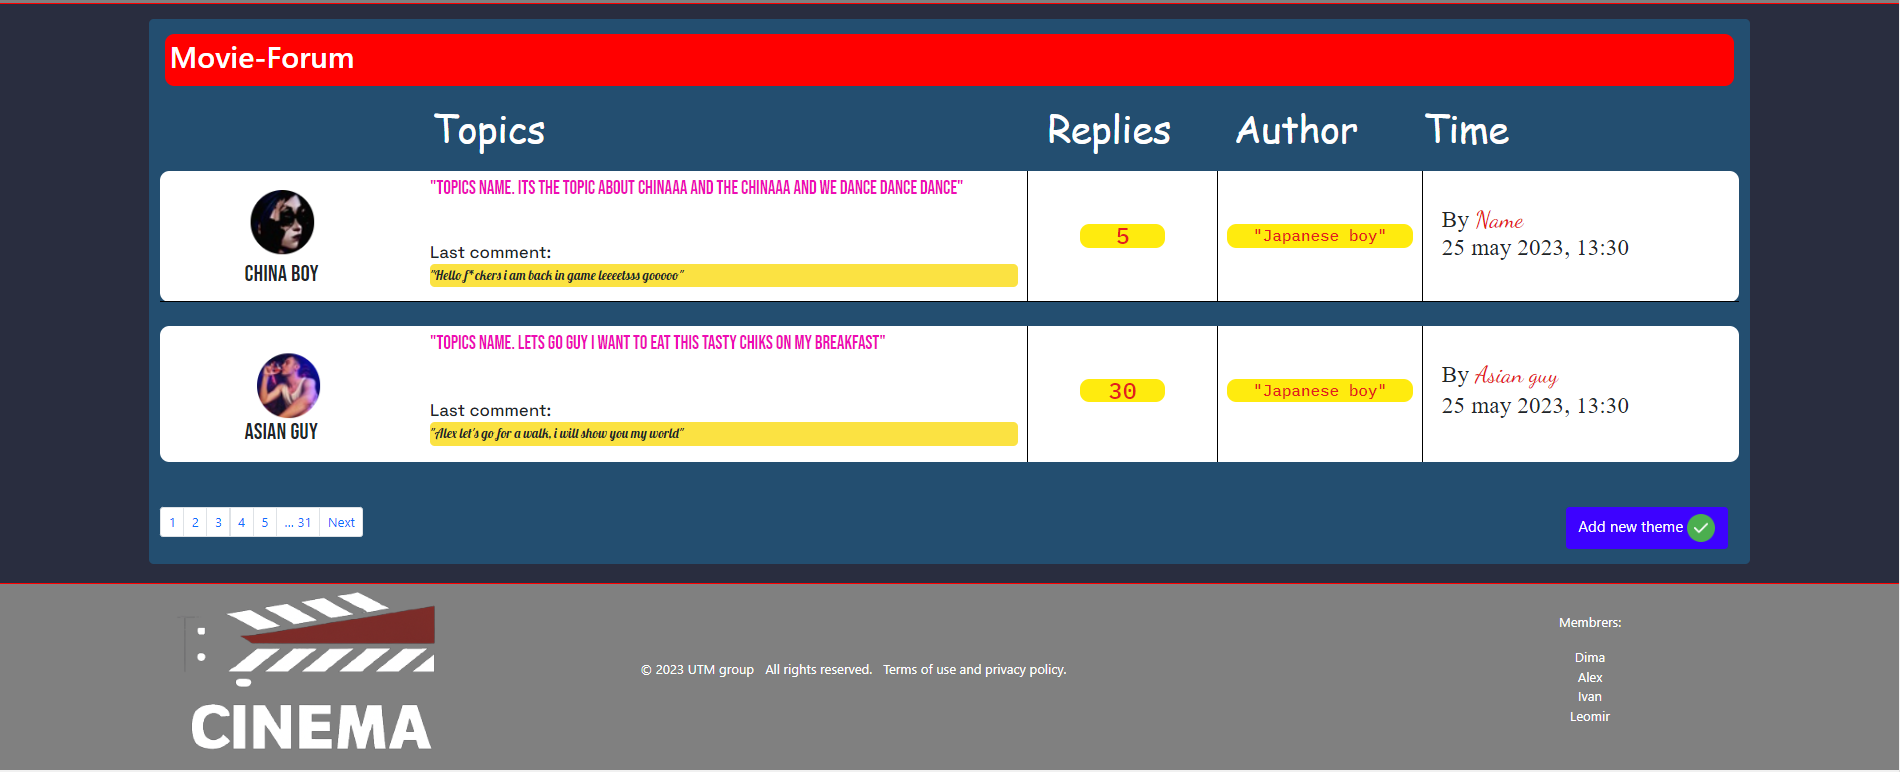 Movie-Forum
Topics Replies Author Time
"TOPICS NAME. ITS THE TOPIC ABOUT CHINAAA AND THE CHINAAA AND WE DANCE DANCE DANCE"
CHINA BOY
Last comment:
"Hello f*ckers i am back in game leeeetsss gooooo"
5
"Japanese boy"
By Name
25 may 2023, 13:30
"TOPICS NAME. LETS GO GUY I WANT TO EAT THIS TASTY CHIKS ON MY BREAKFAST"
ASIAN GUY
Last comment:
"Alex let's go for a walk, i will show you my world"
30
"Japanese boy"
By Asian guy
25 may 2023, 13:30
1 2 3 4 5 ... 31 Next
Add new theme
CINEMA
© 2023 UTM group All rights reserved. Terms of use and privacy policy.
Membrers:
Dima
Alex
Ivan
Leomir